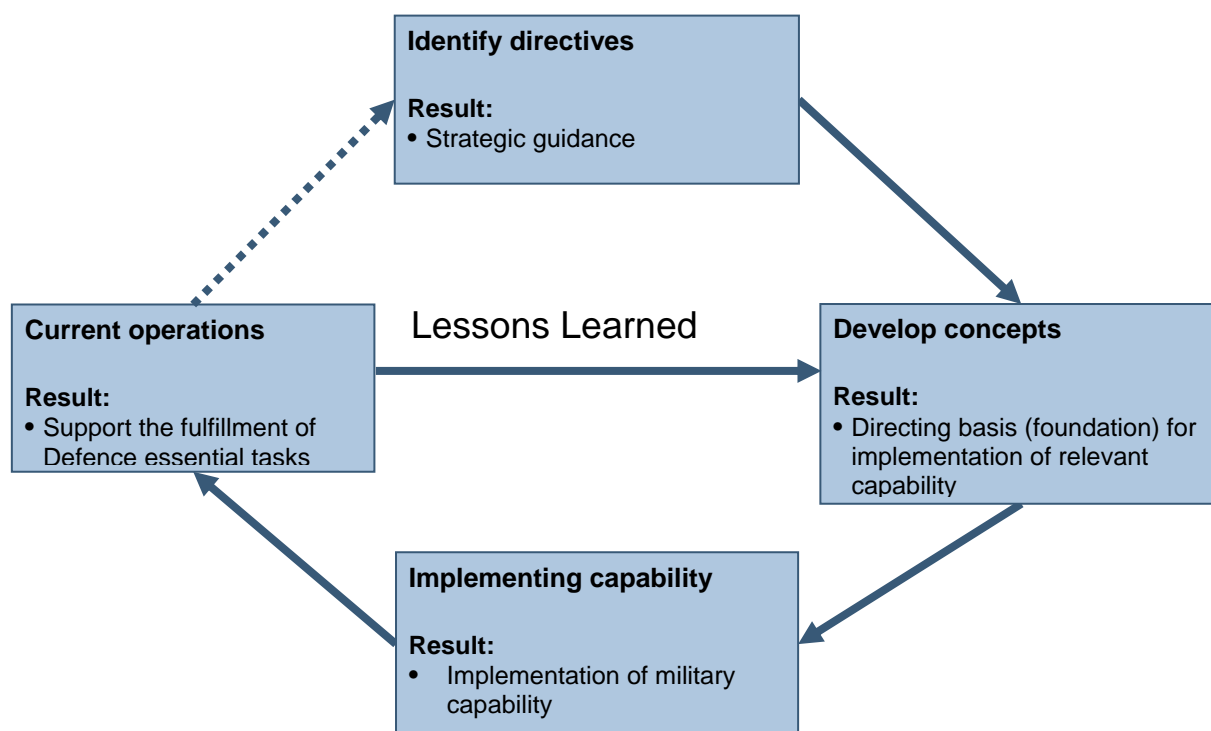 Identify directives
Result:
• Strategic guidance
Current operations
Result:
• Support the fulfillment of
Defence essential tasks
Lessons Learned
Develop concepts
Result:
• Directing basis (foundation) for
implementation of relevant
capability
Implementing capability
Result:
• Implementation of military
capability